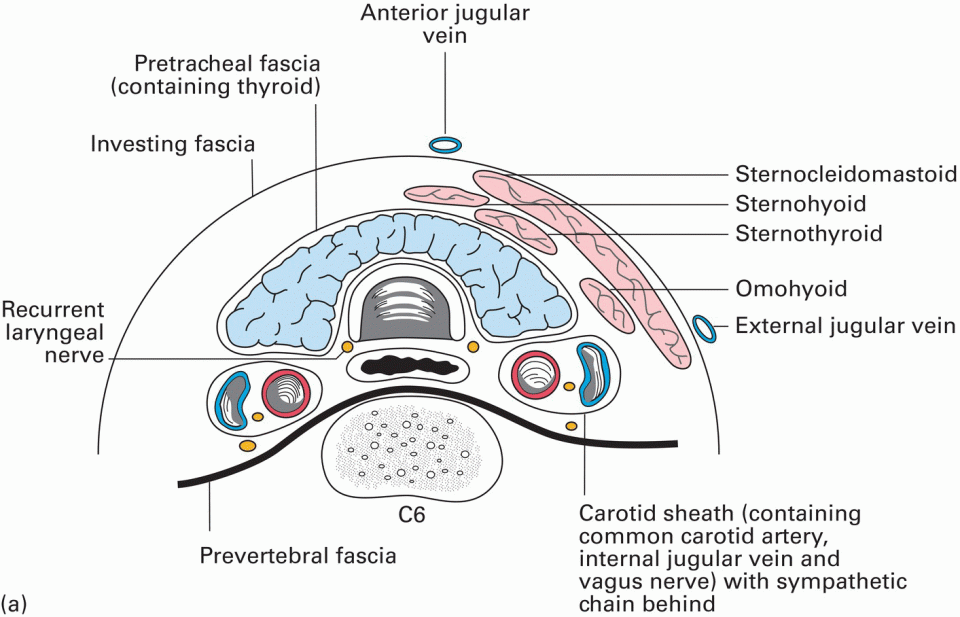 Anterior jugular
vein
Pretracheal fascia
(containing thyroid)
Investing fascia
Sternocleidomastoid
Sternohyoid
Sternothyroid
Omohyoid
External jugular vein
Recurrent
laryngeal
nerve
C6
Prevertebral fascia
Carotid sheath (containing
common carotid artery,
internal jugular vein and
vagus nerve) with sympathetic
chain behind
(a)